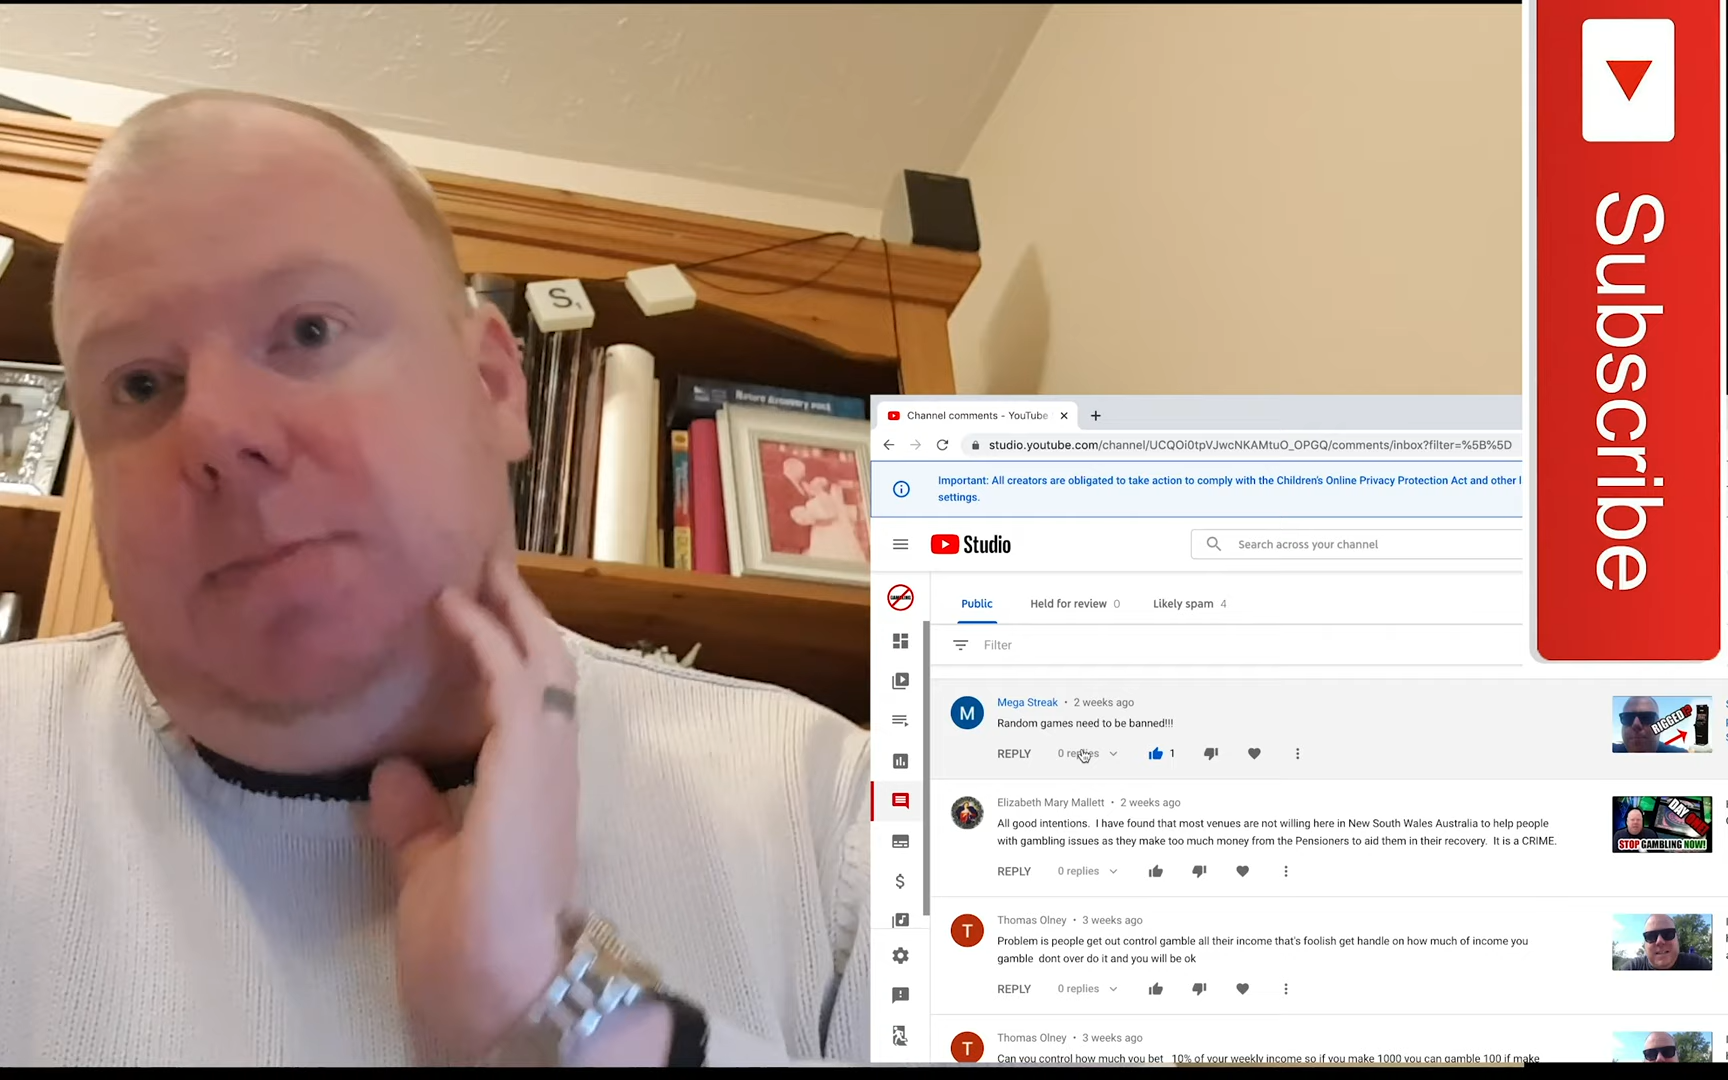 S1
Nature Discovery pack
Subscribe
Channel comments - YouTube
studio.youtube.com/channel/UCQOi0tpVJwcNKAMtuO_OPGQ/comments/inbox?filter=%5B%5D
Important: All creators are obligated to take action to comply with the Children's Online Privacy Protection Act and other l
settings.
Studio
Search across your channel
GAMBLING
Public
Held for review 0
Likely spam 4
Filter
Mega Streak • 2 weeks ago
Random games need to be banned!!!
REPLY 0 replies 1
RIGGED!?
M
Elizabeth Mary Mallett • 2 weeks ago
All good intentions. I have found that most venues are not willing here in New South Wales Australia to help people
with gambling issues as they make too much money from the Pensioners to aid them in their recovery. It is a CRIME.
REPLY 0 replies
STOP GAMBLING NOW!
Thomas Olney • 3 weeks ago
Problem is people get out control gamble all their income that's foolish get handle on how much of income you
gamble dont over do it and you will be ok
REPLY 0 replies
T
Thomas Olney • 3 weeks ago
Can you control how much you bet 10% of your weekly income so if you make 1000 you can gamble 100 if make
T